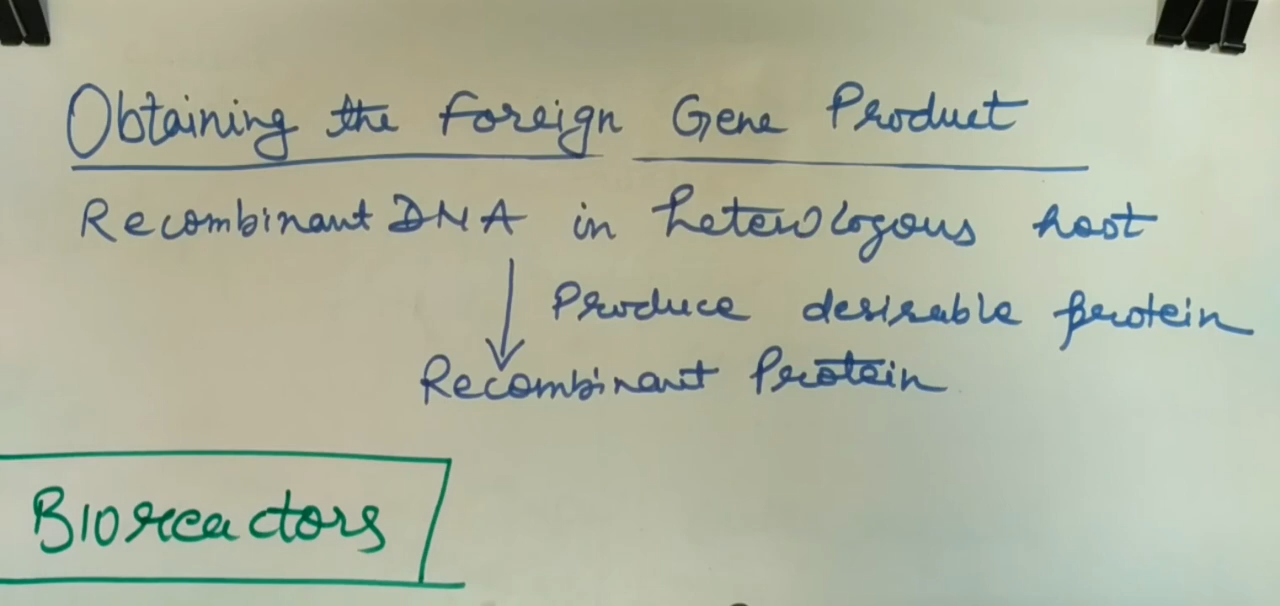 Obtaining the foreign Gene Product
Recombinant DNA in heterologous host
Produce desirable protein
Recombinant Protein
Bioreactors